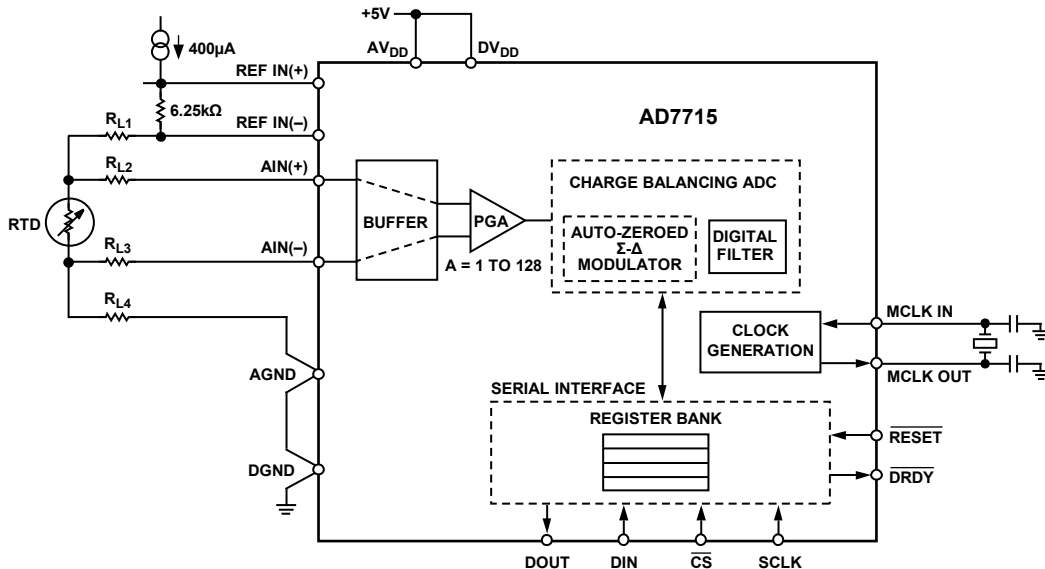 +5V
400µA
AVDD
DVDD
REF IN(+)
6.25kΩ
AD7715
RL1
REF IN(–)
RL2
AIN(+)
CHARGE BALANCING ADC
RTD
BUFFER
PGA
AUTO-ZEROED
Σ-Δ
MODULATOR
DIGITAL
FILTER
RL3
AIN(–)
A = 1 TO 128
RL4
MCLK IN
CLOCK
GENERATION
AGND
MCLK OUT
SERIAL INTERFACE
REGISTER BANK
RESET
DGND
DRDY
DOUT
DIN
CS
SCLK